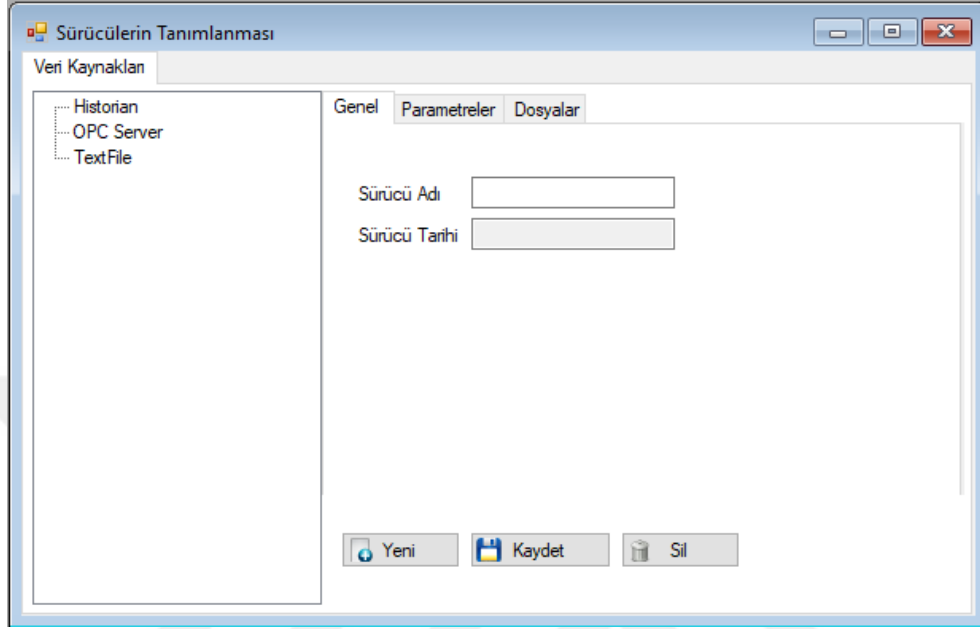 Sürücülerin Tanımlanması
Veri Kaynakları
Historian
OPC Server
TextFile
Genel Parametreler Dosyalar
Sürücü Adı
Sürücü Tarihi
Yeni Kaydet Sil